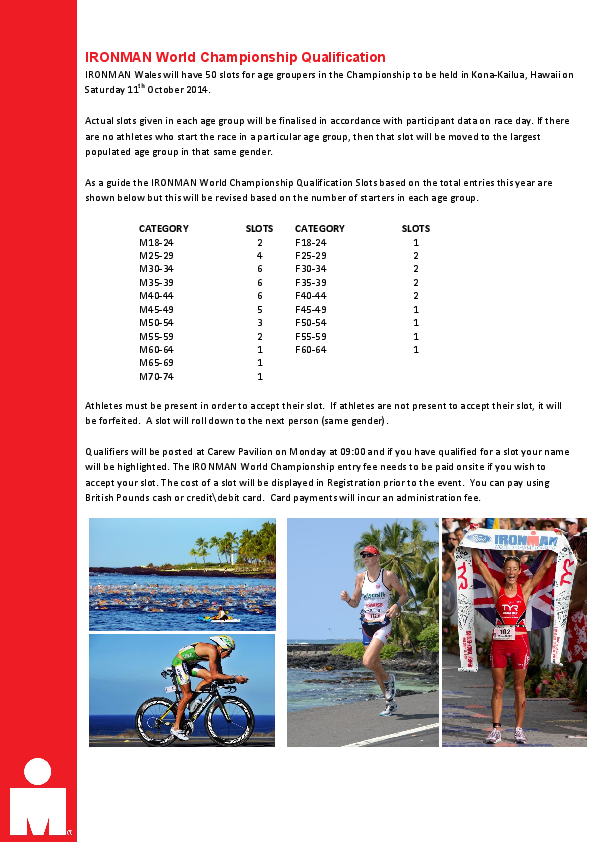 IRONMAN World Championship Qualification
IRONMAN Wales will have 50 slots for age groupers in the Championship to be held in Kona-Kailua, Hawaii on
Saturday 11th October 2014.
Actual slots given in each age group will be finalised in accordance with participant data on race day. If there
are no athletes who start the race in a particular age group, then that slot will be moved to the largest
populated age group in that same gender.
As a guide the IRONMAN World Championship Qualification Slots based on the total entries this year are
shown below but this will be revised based on the number of starters in each age group.
CATEGORY SLOTS CATEGORY SLOTS
M18-24 2 F18-24 1
M25-29 4 F25-29 2
M30-34 6 F30-34 2
M35-39 6 F35-39 2
M40-44 6 F40-44 2
M45-49 5 F45-49 1
M50-54 3 F50-54 1
M55-59 2 F55-59 1
M60-64 1 F60-64 1
M65-69 1
M70-74 1
Athletes must be present in order to accept their slot.  If athletes are not present to accept their slot, it will
be forfeited.  A slot will roll down to the next person (same gender).
Qualifiers will be posted at Carew Pavilion on Monday at 09:00 and if you have qualified for a slot your name
will be highlighted. The IRONMAN World Championship entry fee needs to be paid onsite if you wish to
accept your slot. The cost of a slot will be displayed in Registration prior to the event.  You can pay using
British Pounds cash or credit\debit card.  Card payments will incur an administration fee.
IRONMAN
TYR
TYR
TYR
102